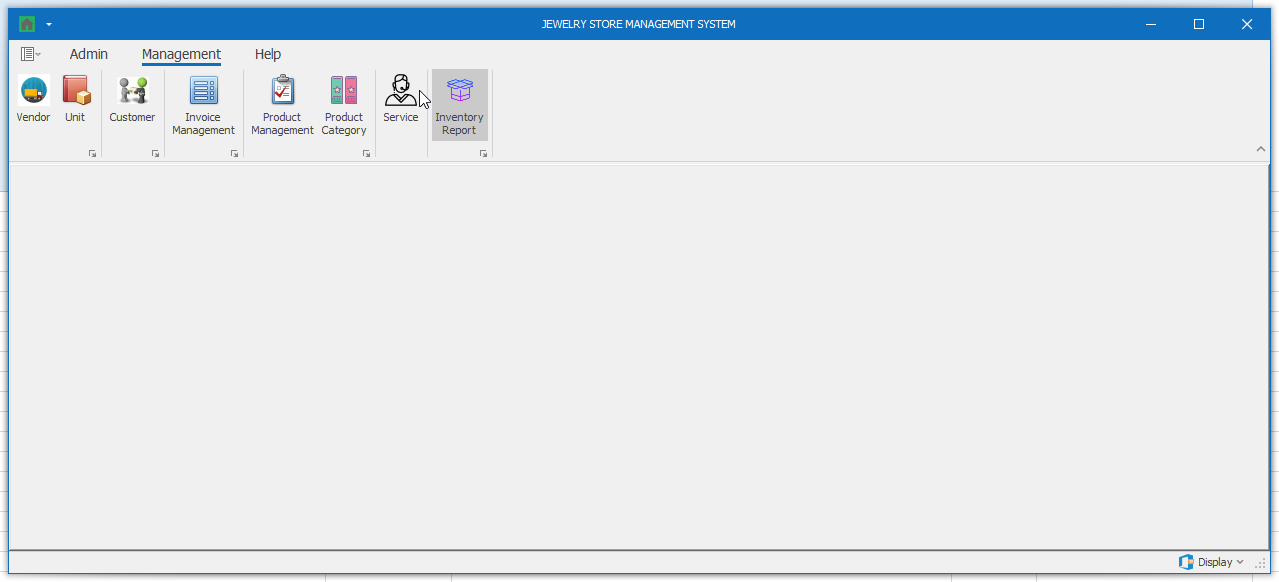 JEWELRY STORE MANAGEMENT SYSTEM
Admin Management Help
Vendor
Unit
Customer
Invoice
Management
Product
Management
Product
Category
Service
Inventory
Report
Display